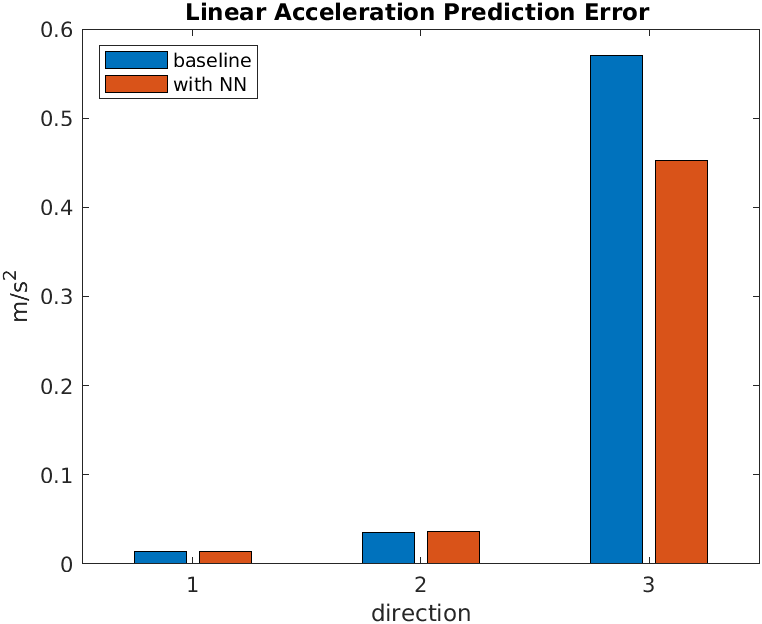 Linear Acceleration Prediction Error
0.6
baseline
with NN
0.5
0.4
0.3
0.2
0.1
0
m/s²
1 2 3
direction